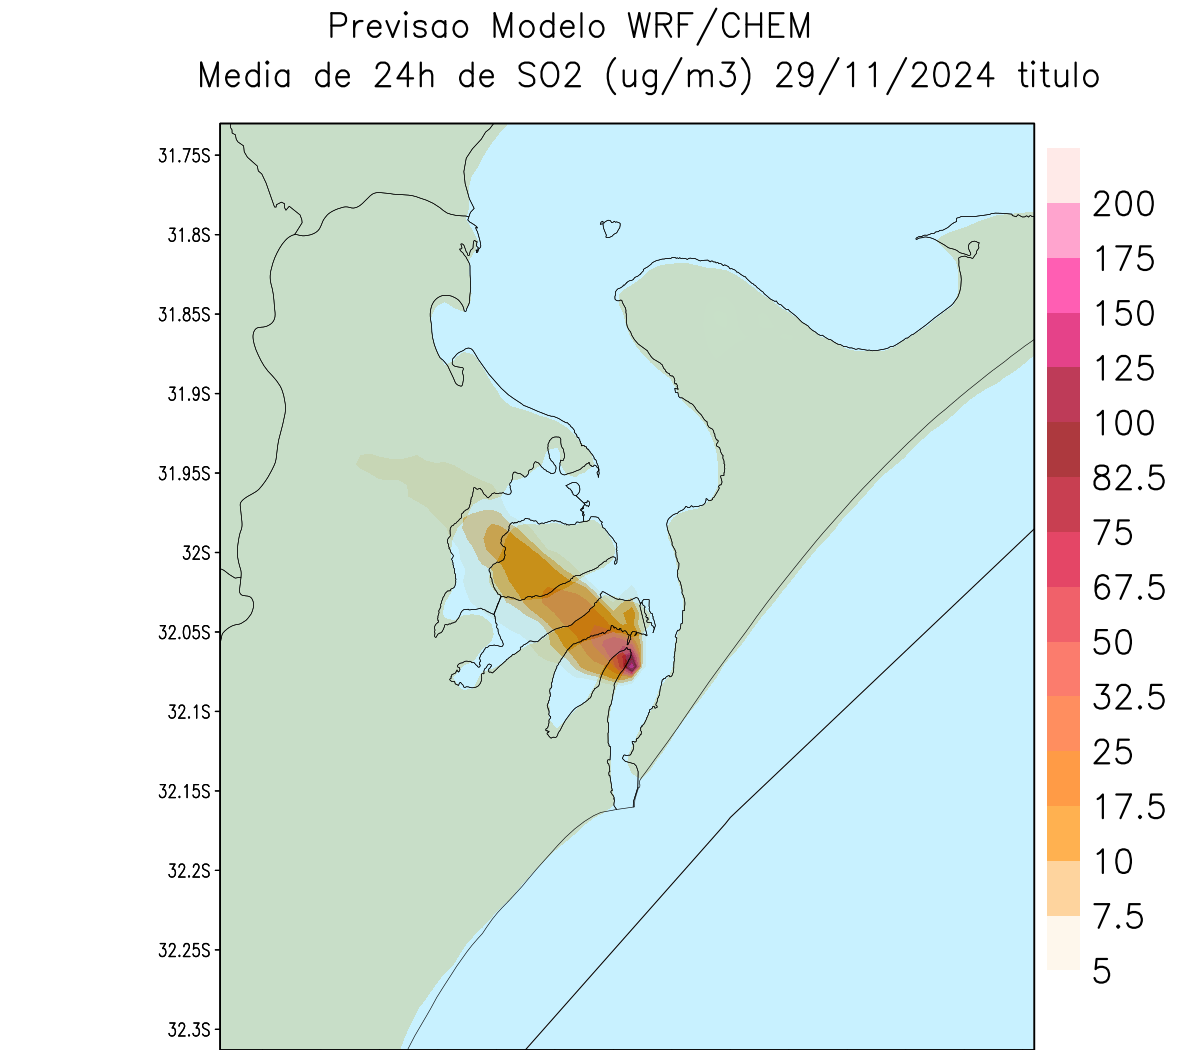 Previsao Modelo WRF/CHEM
Media de 24h de SO2 (ug/m3) 29/11/2024 titulo
31.75S
31.8S
31.85S
31.9S
31.95S
32S
32.05S
32.1S
32.15S
32.2S
32.25S
32.3S
200
175
150
125
100
82.5
75
67.5
50
32.5
25
17.5
10
7.5
5